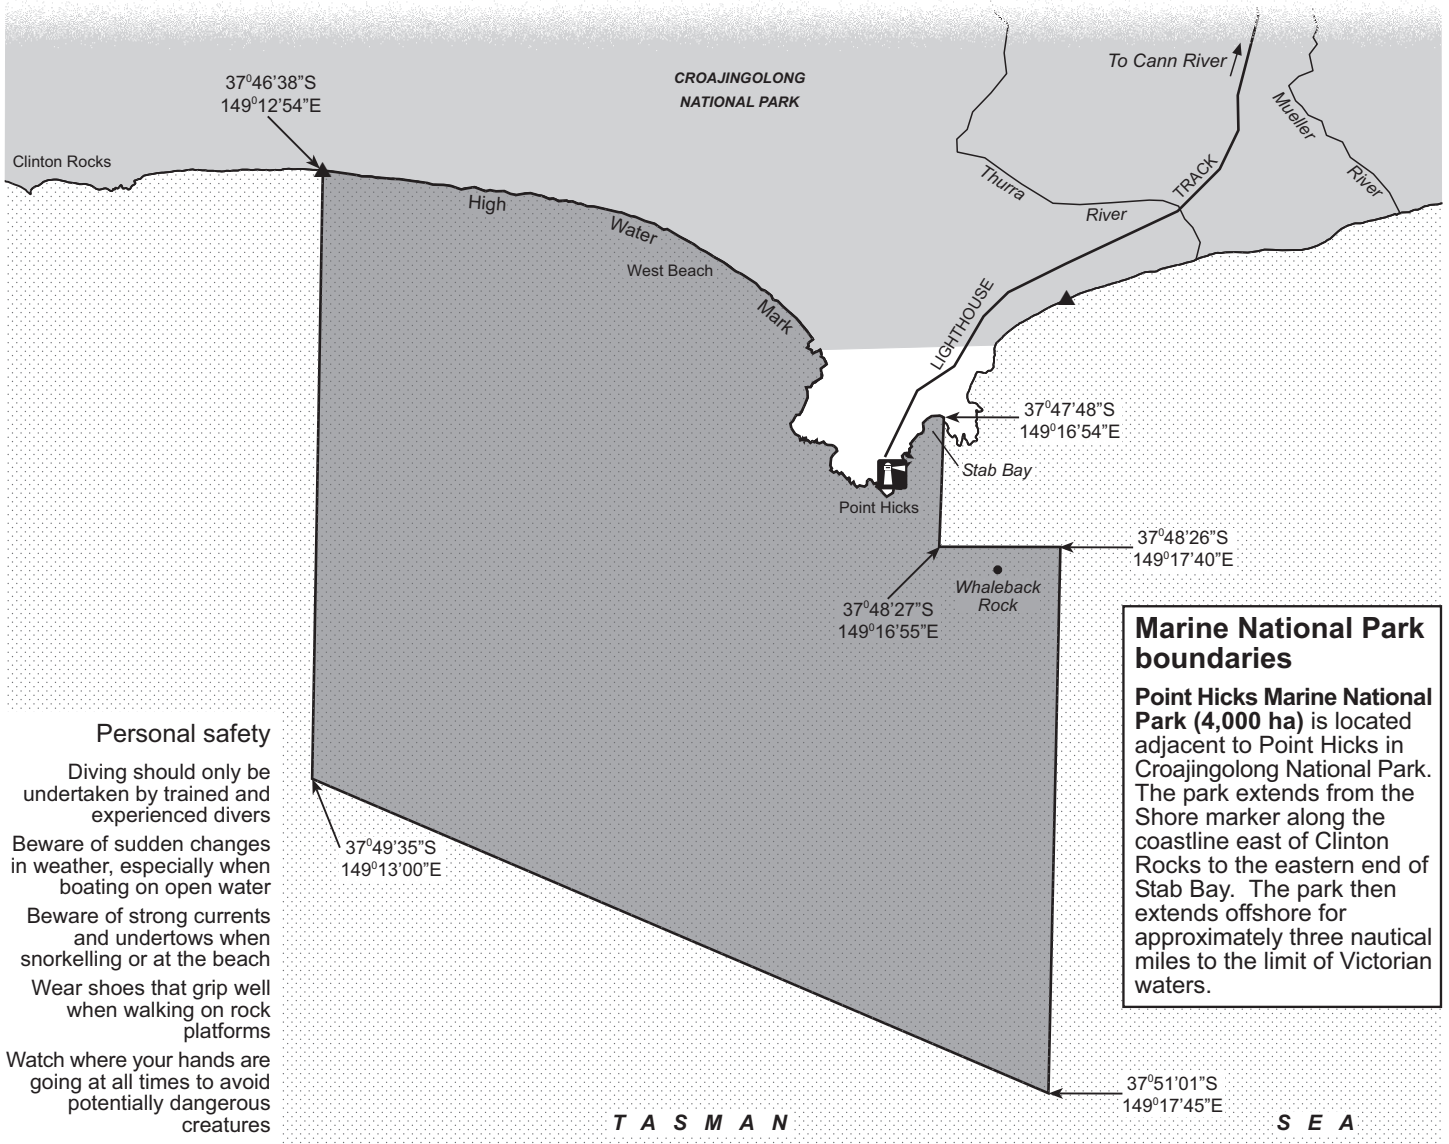 To Cann River
CROAJINGOLONG
NATIONAL PARK
37⁰46’38”S
149⁰12’54”E
Mueller
River
Clinton Rocks
TRACK
Thurra
River
High
Water
Mark
West Beach
LIGHTHOUSE
37⁰47’48”S
149⁰16’54”E
Stab Bay
Point Hicks
37⁰48’26”S
149⁰17’40”E
Whaleback
Rock
37⁰48’27”S
149⁰16’55”E
Marine National Park
boundaries
Point Hicks Marine National
Park (4,000 ha) is located
adjacent to Point Hicks in
Croajingolong National Park.
The park extends from the
Shore marker along the
coastline east of Clinton
Rocks to the eastern end of
Stab Bay.  The park then
extends offshore for
approximately three nautical
miles to the limit of Victorian
waters.
Personal safety
Diving should only be
undertaken by trained and
experienced divers
Beware of sudden changes
in weather, especially when
boating on open water
Beware of strong currents
and undertows when
snorkelling or at the beach
Wear shoes that grip well
when walking on rock
platforms
Watch where your hands are
going at all times to avoid
potentially dangerous
creatures
37⁰49’35”S
149⁰13’00”E
37⁰51’01”S
149⁰17’45”E
TASMAN SEA